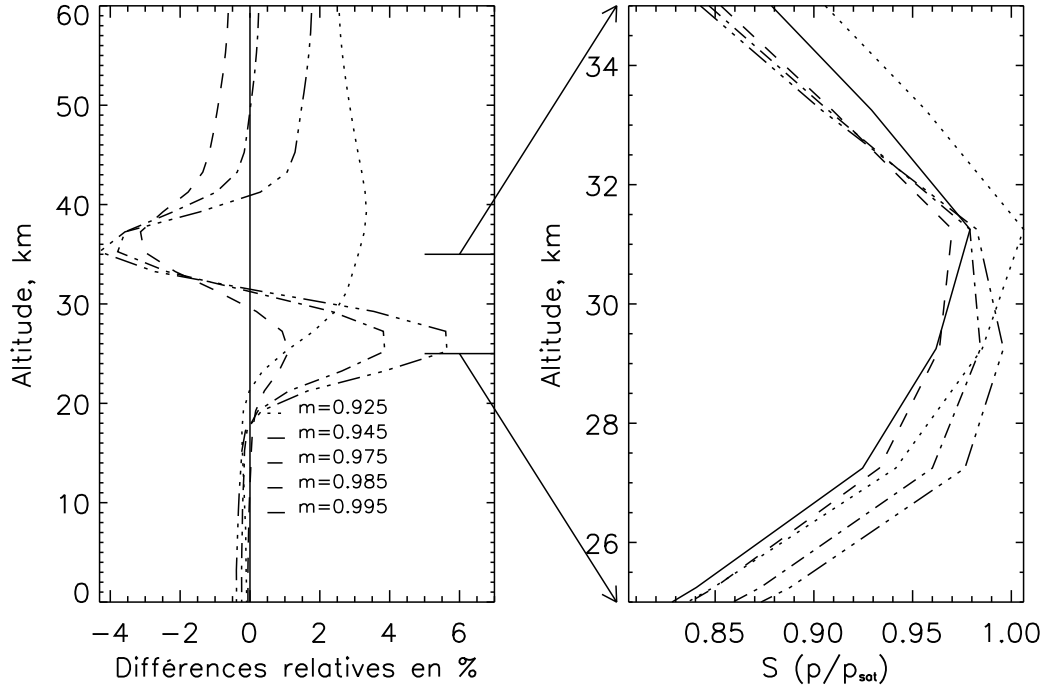 60
50
40
30
20
10
0
Altitude, km
−4 −2 0 2 4 6
Différences relatives en %
m=0.925
m=0.945
m=0.975
m=0.985
m=0.995
34
32
30
28
26
Altitude, km
0.85 0.90 0.95 1.00
S (p/psat)